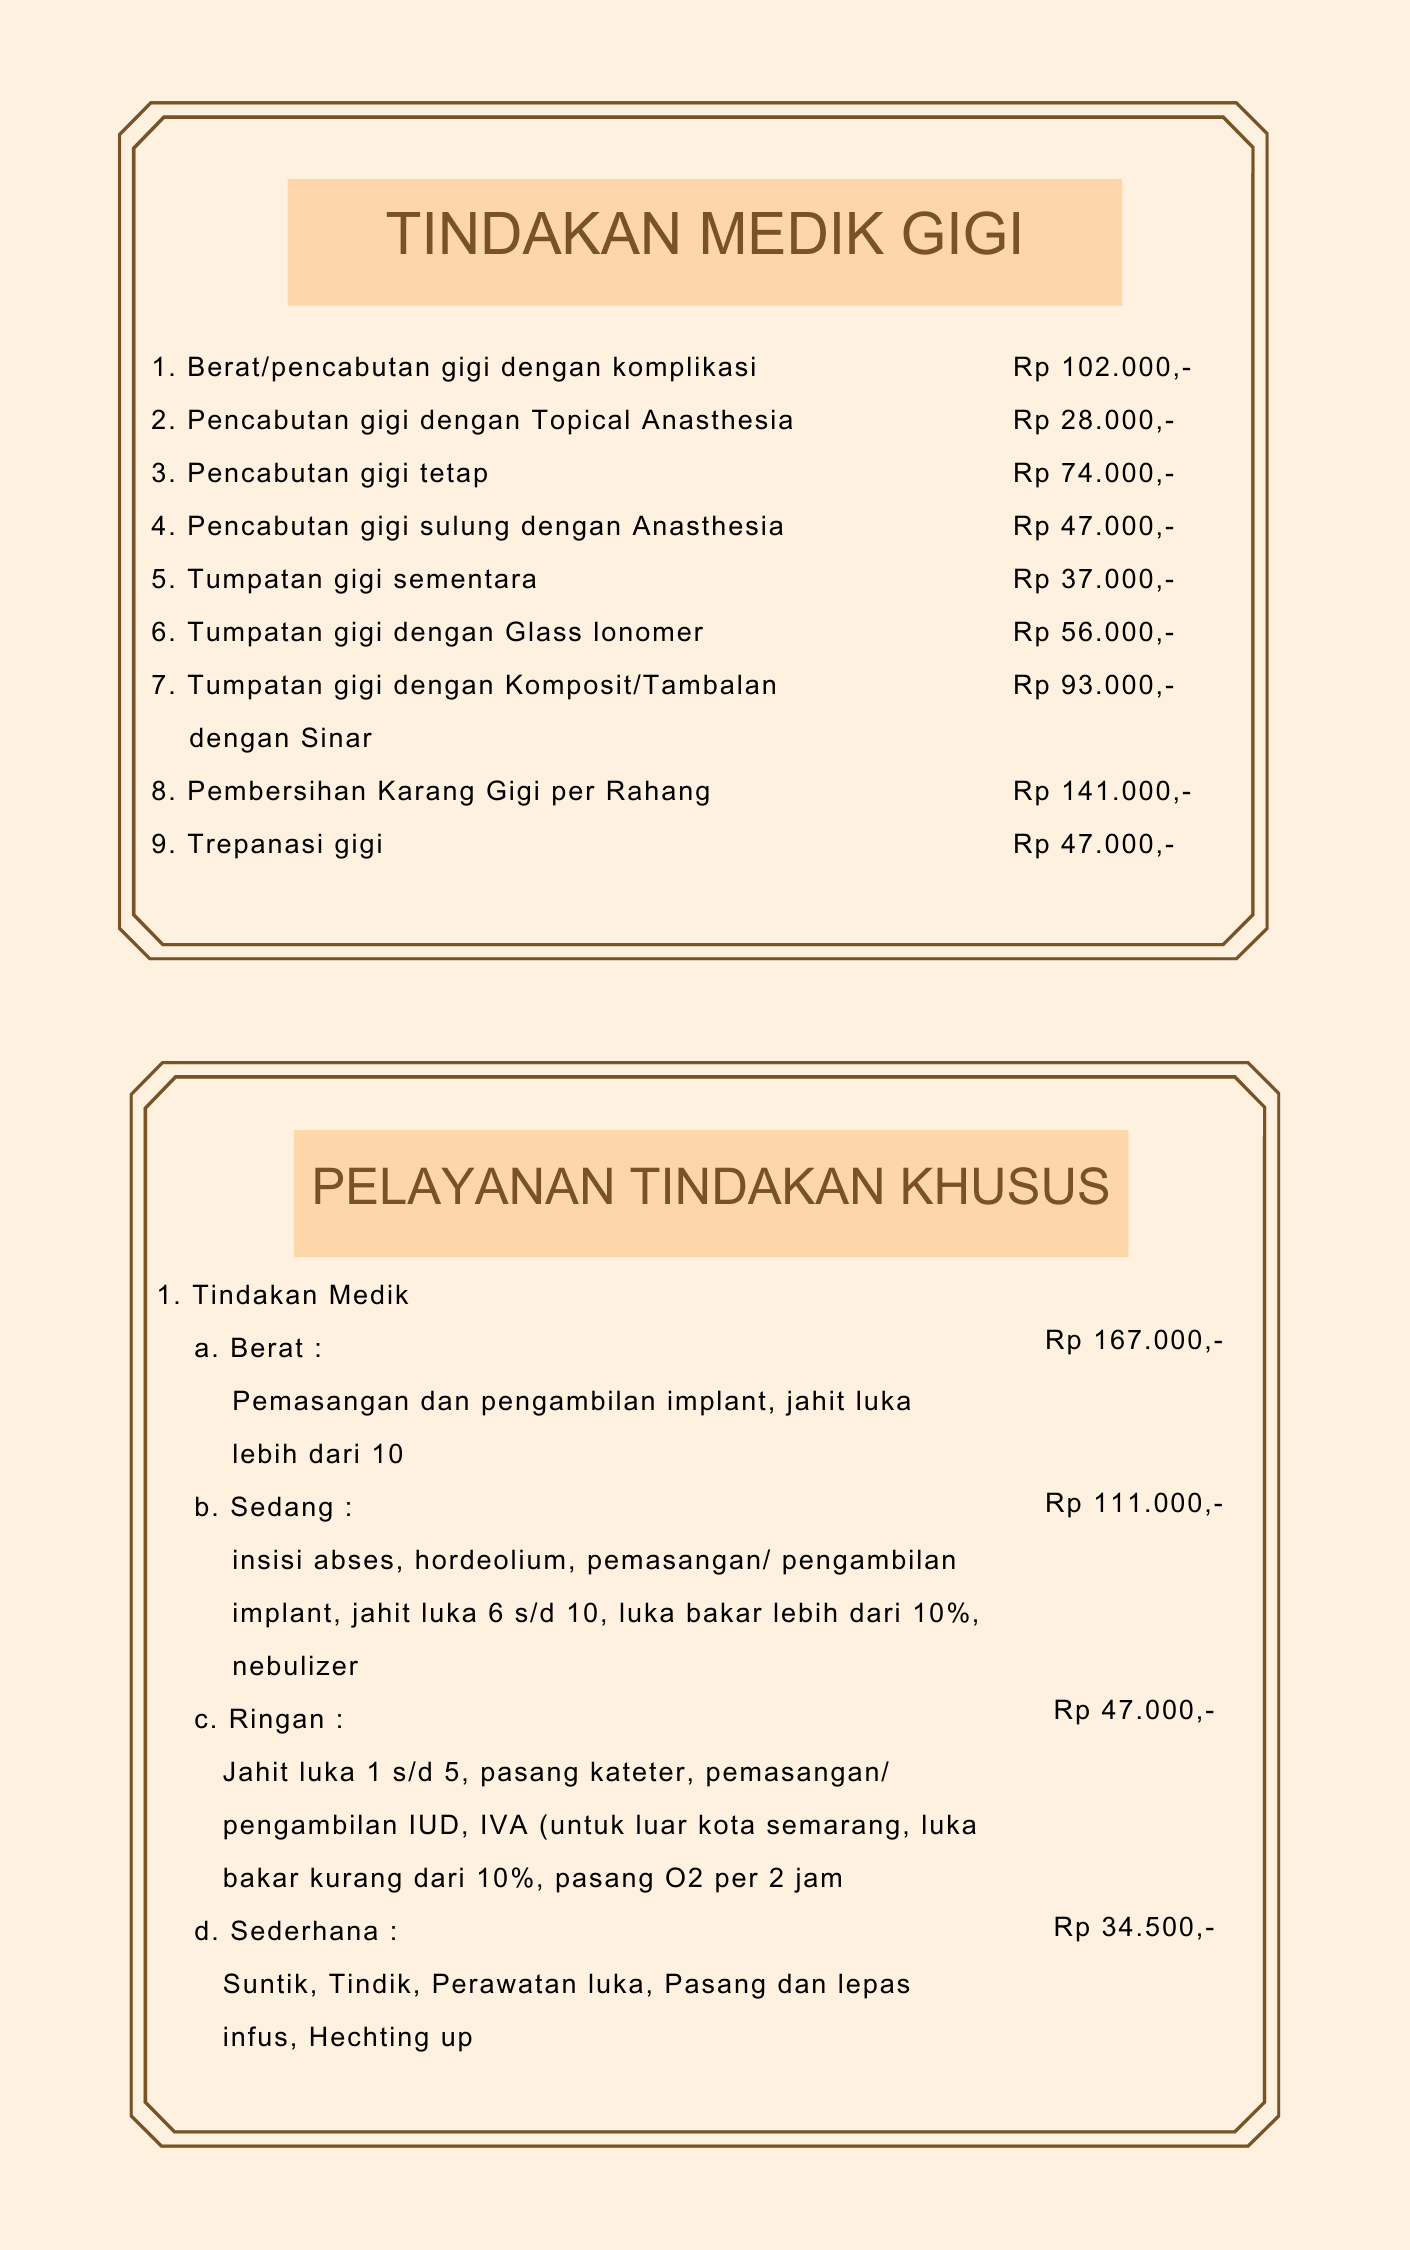 TINDAKAN MEDIK GIGI
1. Berat/pencabutan gigi dengan komplikasi Rp 102.000,-
2. Pencabutan gigi dengan Topical Anasthesia Rp 28.000,-
3. Pencabutan gigi tetap Rp 74.000,-
4. Pencabutan gigi sulung dengan Anasthesia Rp 47.000,-
5. Tumpatan gigi sementara Rp 37.000,-
6. Tumpatan gigi dengan Glass Ionomer Rp 56.000,-
7. Tumpatan gigi dengan Komposit/Tambalan Rp 93.000,-
dengan Sinar
8. Pembersihan Karang Gigi per Rahang Rp 141.000,-
9. Trepanasi gigi Rp 47.000,-
PELAYANAN TINDAKAN KHUSUS
1. Tindakan Medik
a. Berat : Rp 167.000,-
Pemasangan dan pengambilan implant, jahit luka
lebih dari 10
b. Sedang : Rp 111.000,-
insisi abses, hordeolium, pemasangan/ pengambilan
implant, jahit luka 6 s/d 10, luka bakar lebih dari 10%,
nebulizer
c. Ringan : Rp 47.000,-
Jahit luka 1 s/d 5, pasang kateter, pemasangan/
pengambilan IUD, IVA (untuk luar kota semarang, luka
bakar kurang dari 10%, pasang O2 per 2 jam
d. Sederhana : Rp 34.500,-
Suntik, Tindik, Perawatan luka, Pasang dan lepas
infus, Hechting up